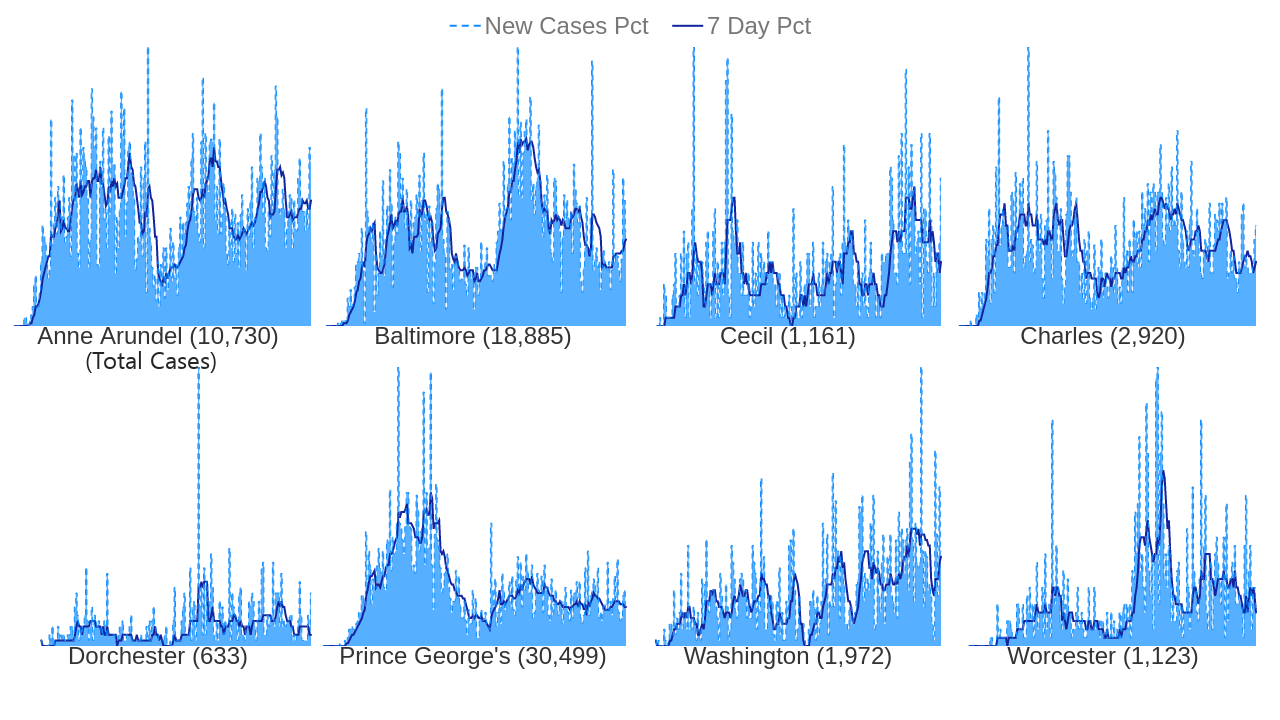 New Cases Pct 7 Day Pct
Anne Arundel (10,730) Baltimore (18,885) Cecil (1,161) Charles (2,920)
(Total Cases)
Dorchester (633) Prince George's (30,499) Washington (1,972) Worcester (1,123)